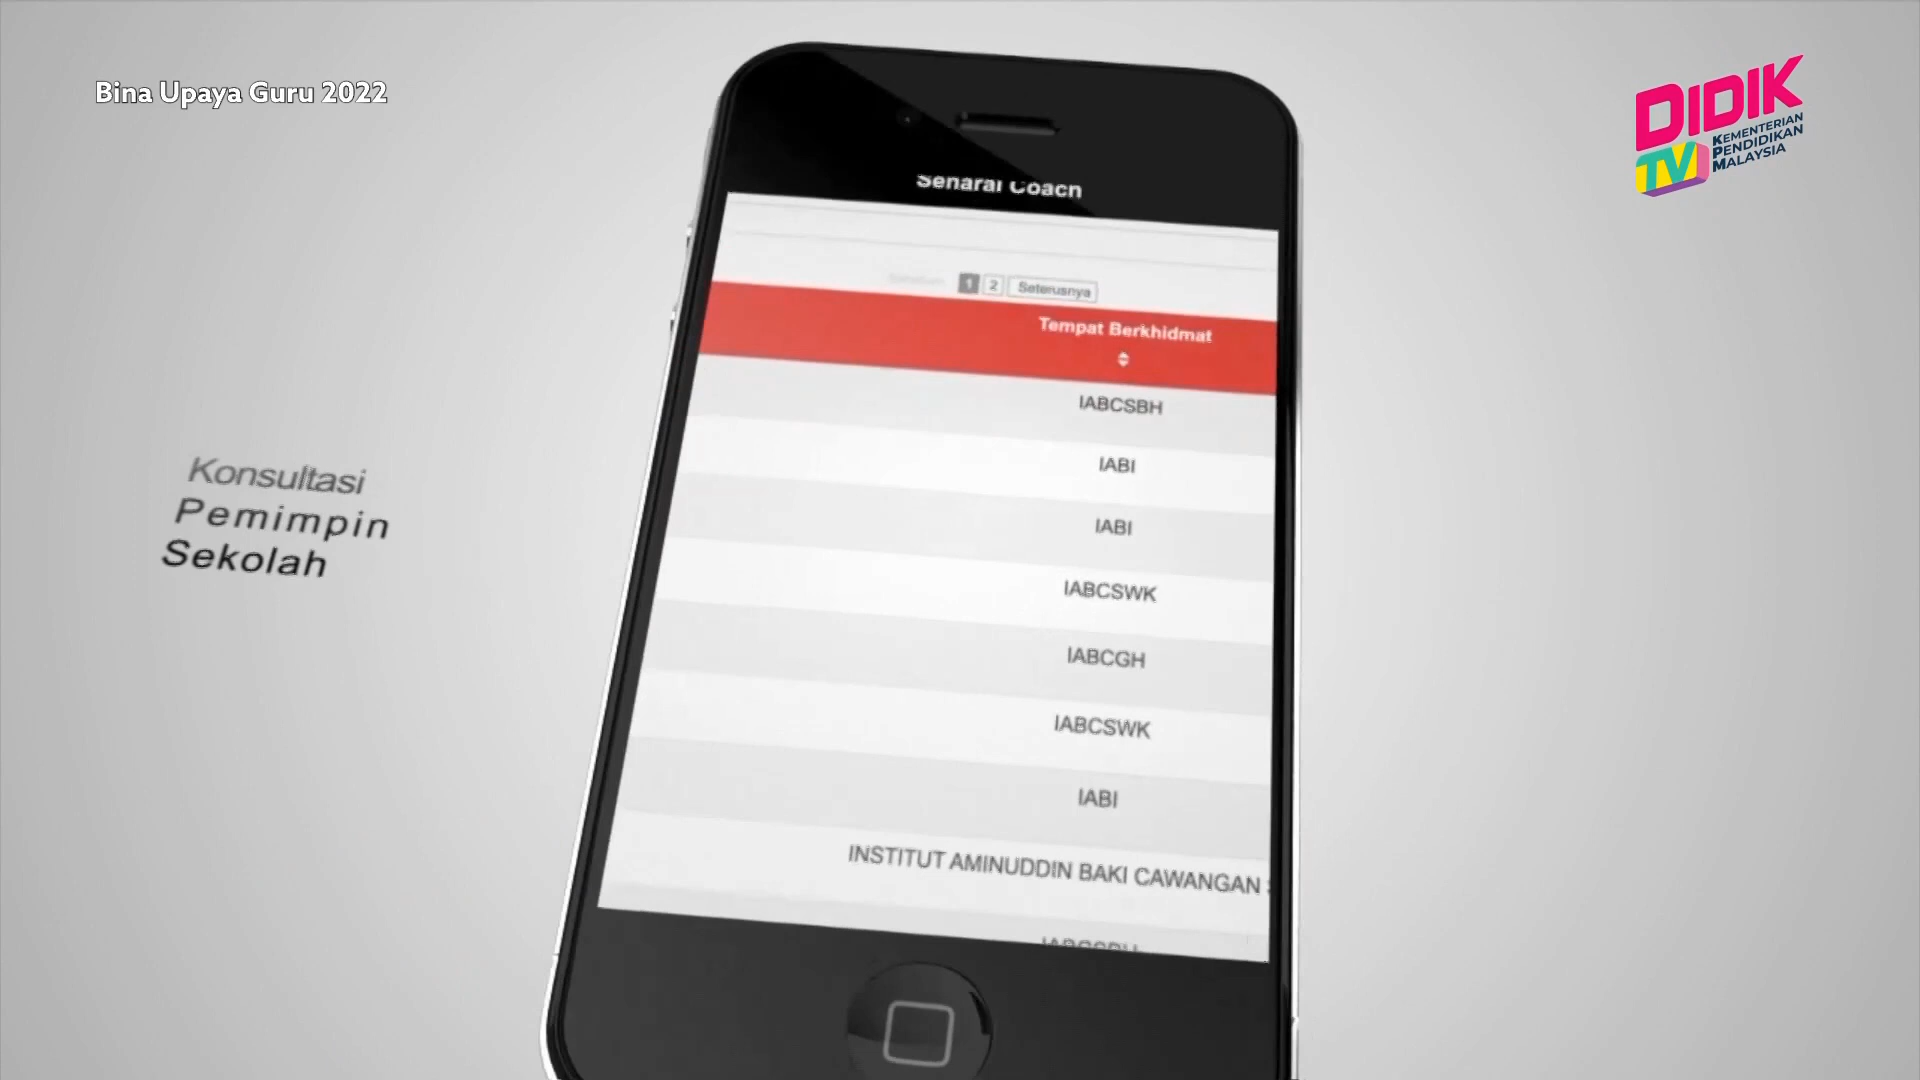 Bina Upaya Guru 2022
DIDIK
TV
KEMENTERIAN
PENDIDIKAN
MALAYSIA
Senarai Coach
1 2 Seterusnya
Tempat Berkhidmat
IABCSBH
IABI
IABI
IABCSWK
IABCGH
IABCSWK
IABI
INSTITUT AMINUDDIN BAKI CAWANGAN
Konsultasi
Pemimpin
Sekolah